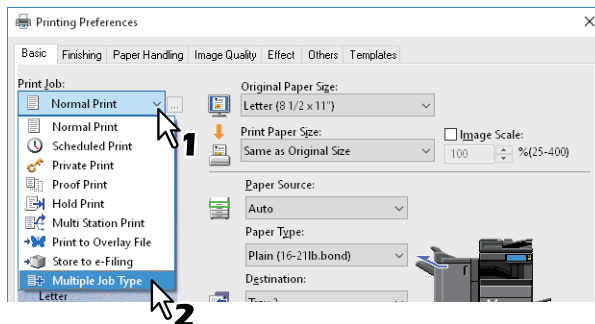 Printing Preferences
Basic Finishing Paper Handling Image Quality Effect Others Templates
Print Job:
Normal Print
...
Normal Print
Scheduled Print
Private Print
Proof Print
Hold Print
Multi Station Print
Print to Overlay File
Store to e-Filing
Multiple Job Type
Letter
1
2
Original Paper Size:
Letter (8 1/2 x 11")
Print Paper Size:
Same as Original Size
Image Scale:
100 %(25-400)
Paper Source:
Auto
Paper Type:
Plain (16-21lb.bond)
Destination: